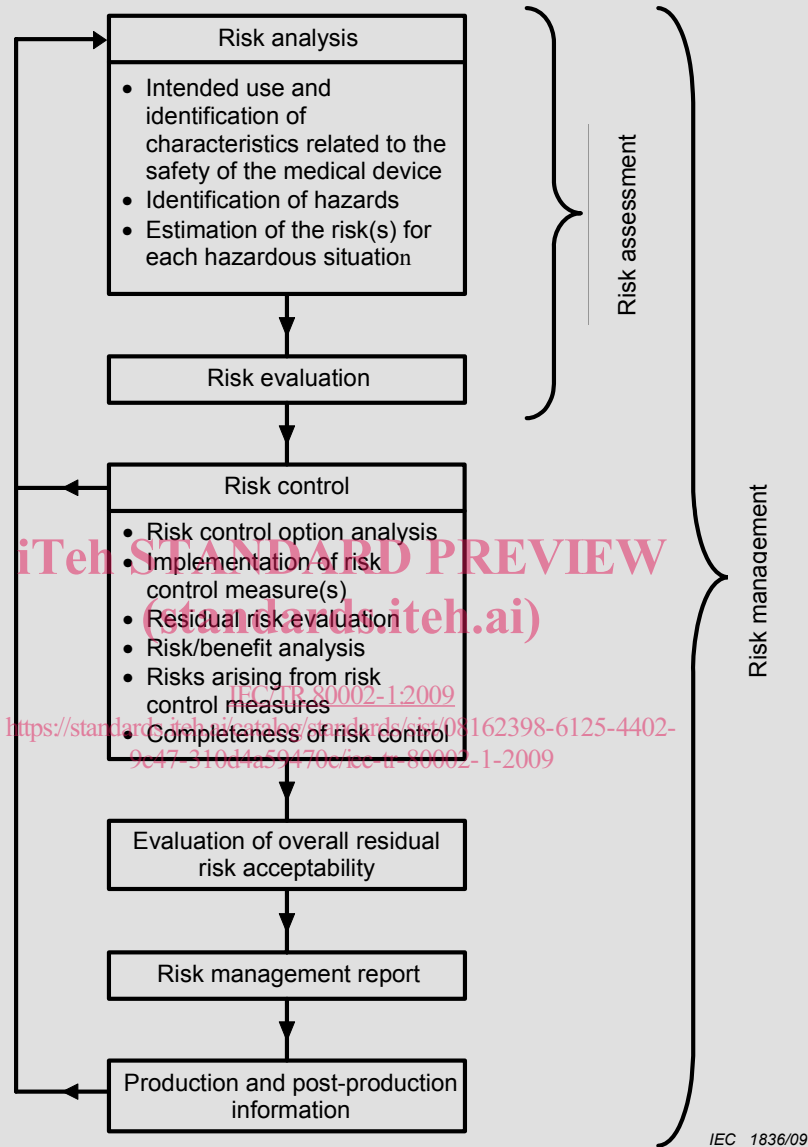 Risk analysis
• Intended use and
identification of
characteristics related to the
safety of the medical device
• Identification of hazards
• Estimation of the risk(s) for
each hazardous situation
Risk evaluation
Risk assessment
Risk control
• Risk control option analysis
• Implementation of risk
control measure(s)
• Residual risk evaluation
• Risk/benefit analysis
• Risks arising from risk
control measures
• Completeness of risk control
iTeh STANDARD PREVIEW
(standards.iteh.ai)
IEC/TR 80002-1:2009
https://standards.iteh.ai/catalog/standards/sist/08162398-6125-4402-
9c47-310d4a59470c/iec-tr-80002-1-2009
Evaluation of overall residual
risk acceptability
Risk management report
Production and post-production
information
Risk management
IEC 1836/09